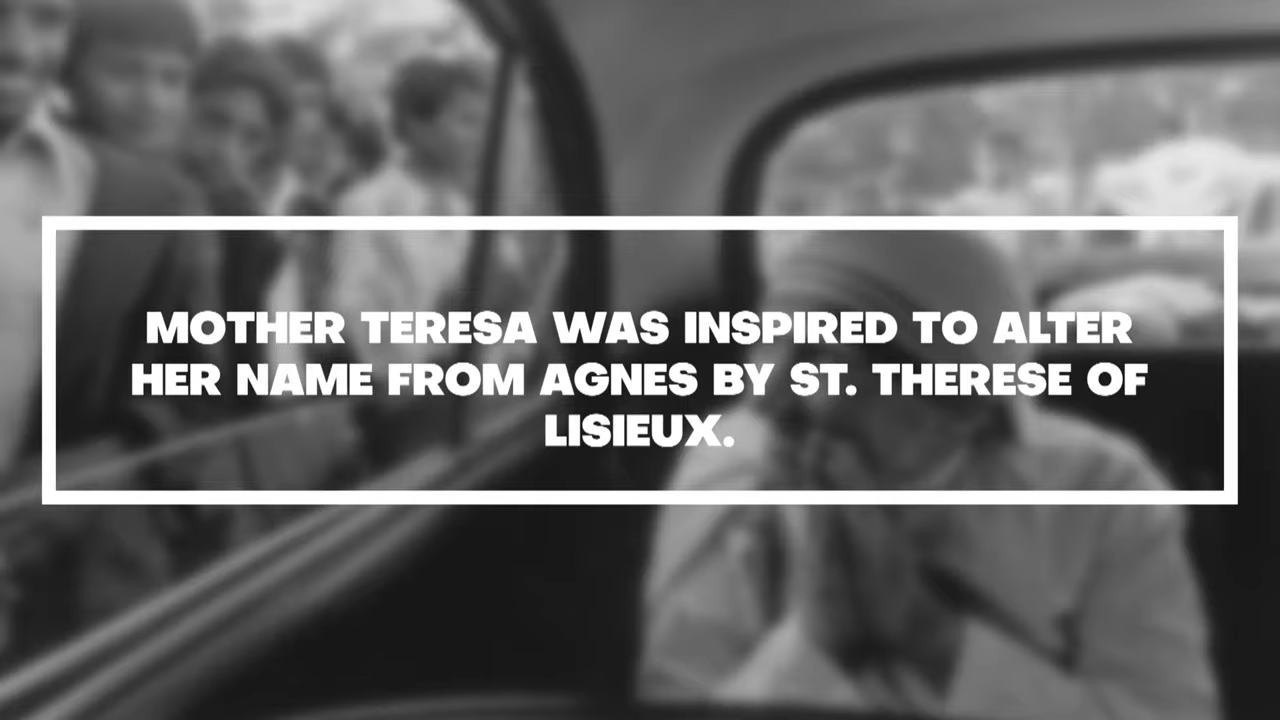 MOTHER TERESA WAS INSPIRED TO ALTER
HER NAME FROM AGNES BY ST. THERESE OF
LISIEUX.